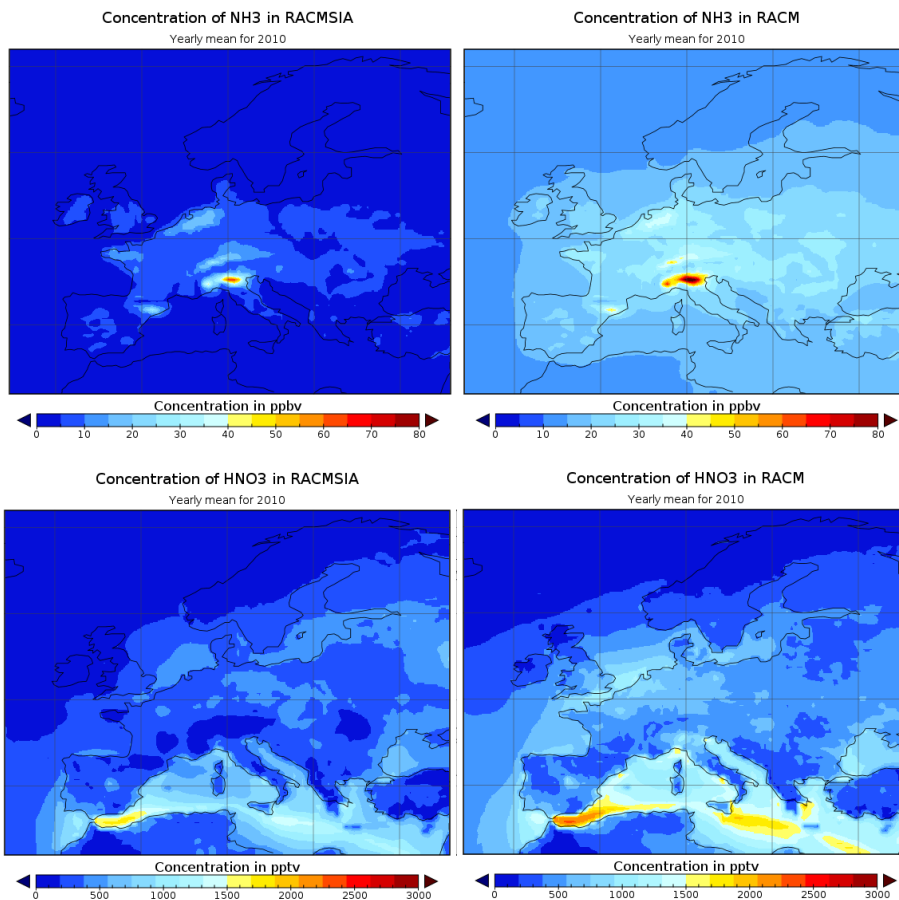 Concentration of NH3 in RACMSIA
Yearly mean for 2010
Concentration of NH3 in RACM
Yearly mean for 2010
Concentration in ppbv
0 10 20 30 40 50 60 70 80
Concentration in ppbv
0 10 20 30 40 50 60 70 80
Concentration of HNO3 in RACMSIA
Yearly mean for 2010
Concentration of HNO3 in RACM
Yearly mean for 2010
Concentration in pptv
0 500 1000 1500 2000 2500 3000
Concentration in pptv
0 500 1000 1500 2000 2500 3000